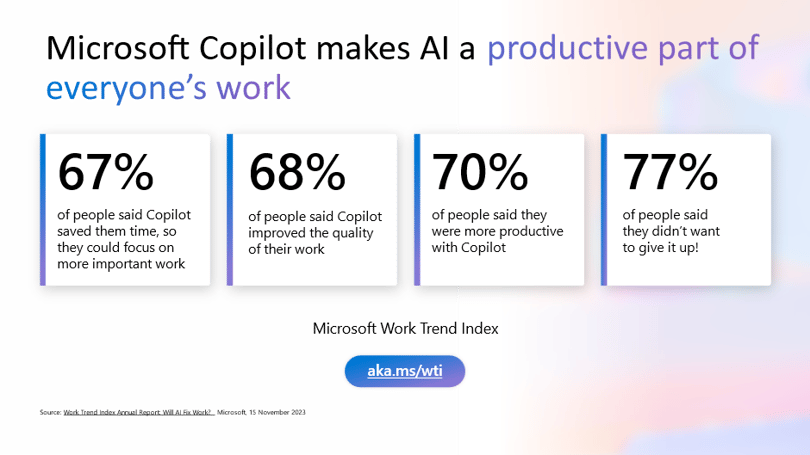 Microsoft Copilot makes AI a productive part of
everyone's work
67%
of people said Copilot
saved them time, so
they could focus on
more important work
68%
of people said Copilot
improved the quality
of their work
70%
of people said they
were more productive
with Copilot
77%
of people said
they didn't want
to give it up!
Microsoft Work Trend Index
aka.ms/wti
Source: Work Trend Index Annual Report: Will AI Fix Work? Microsoft, 15 November 2023